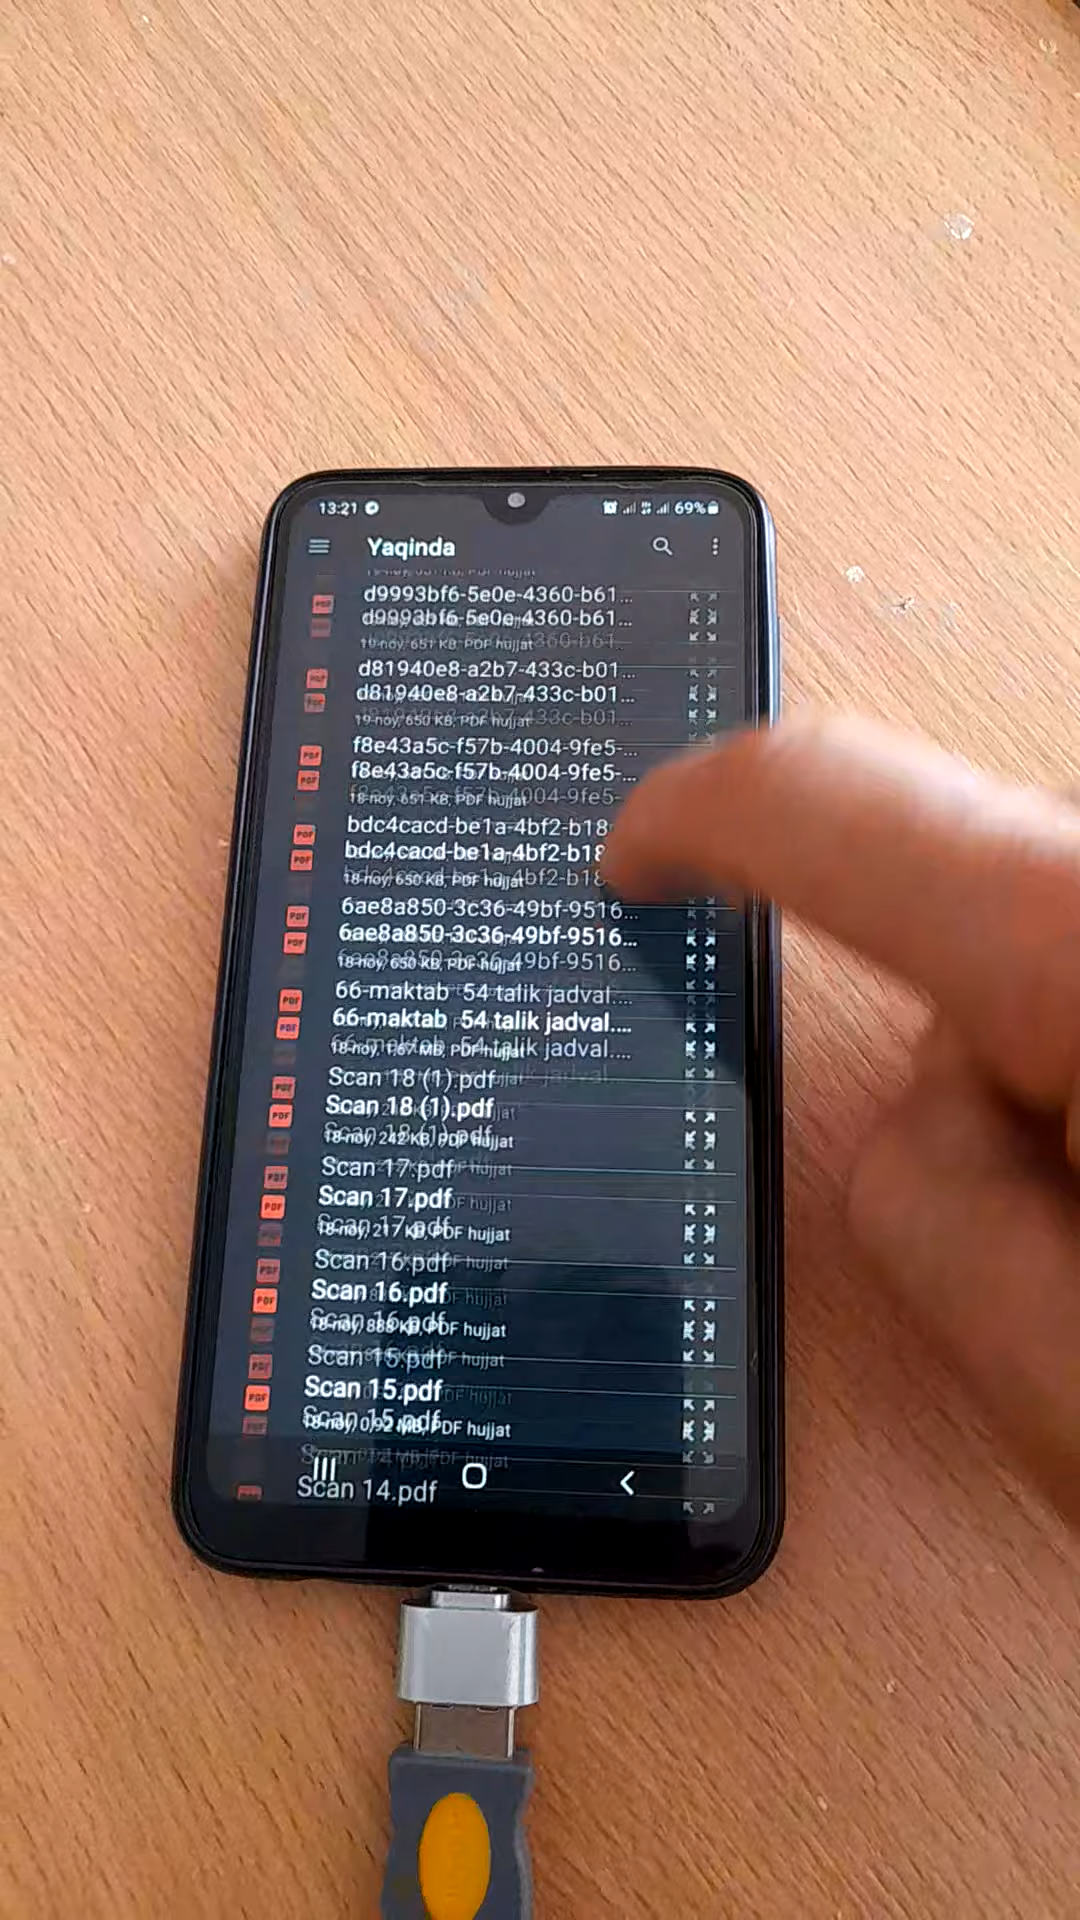 13:21 69%
Yaqinda
d9993bf6-5e0e-4360-b61...
19-noy, 651 KB, PDF hujjat
d81940e8-a2b7-433c-b01...
19-noy, 650 KB, PDF hujjat
f8e43a5c-f57b-4004-9fe5-...
18-noy, 651 KB, PDF hujjat
bdc4cacd-be1a-4bf2-b18
18-noy, 650 KB, PDF hujjat
6ae8a850-3c36-49bf-9516...
18-noy, 650 KB, PDF hujjat
66-maktab 54 talik jadval....
18-noy, 1,67 MB, PDF hujjat
Scan 18 (1).pdf
18-noy, 242 KB, PDF hujjat
Scan 17.pdf
18-noy, 217 KB, PDF hujjat
Scan 16.pdf
18-noy, 888 KB, PDF hujjat
Scan 15.pdf
18-noy, 0,92 MB, PDF hujjat
Scan 14.pdf